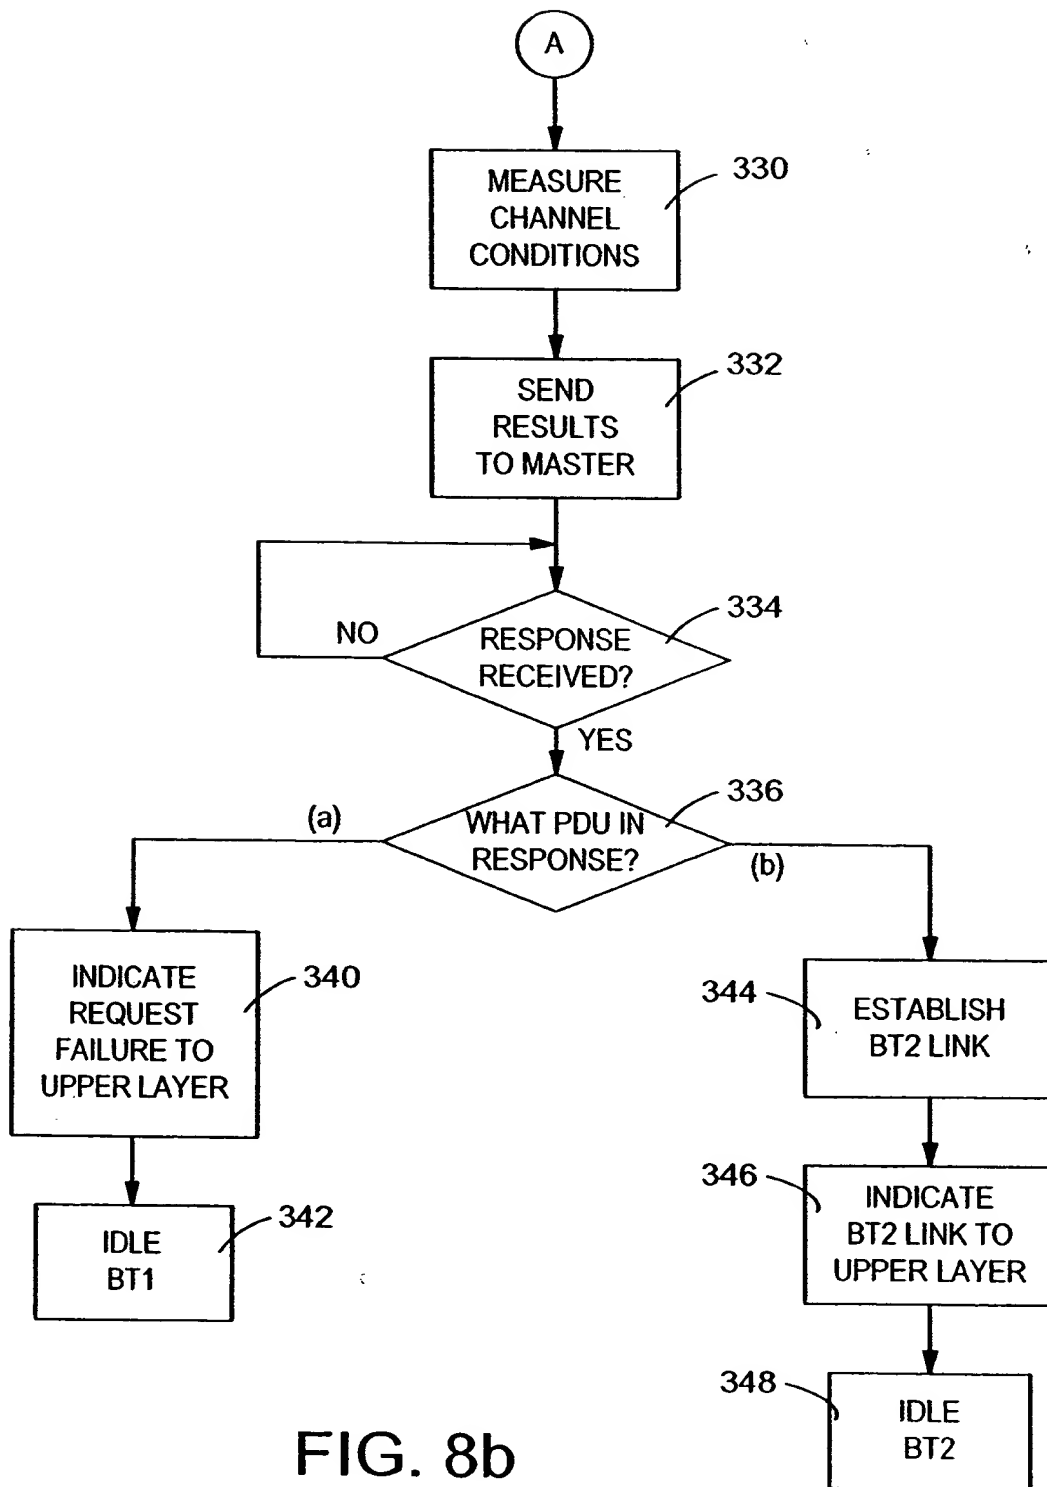 A
MEASURE
CHANNEL
CONDITIONS
330
SEND
RESULTS
TO MASTER
332
NO
RESPONSE
RECEIVED?
334
YES
(a)
WHAT PDU IN
RESPONSE?
336
(b)
INDICATE
REQUEST
FAILURE TO
UPPER LAYER
340
344
ESTABLISH
BT2 LINK
IDLE
BT1
342
346
INDICATE
BT2 LINK TO
UPPER LAYER
348
IDLE
BT2
FIG. 8b